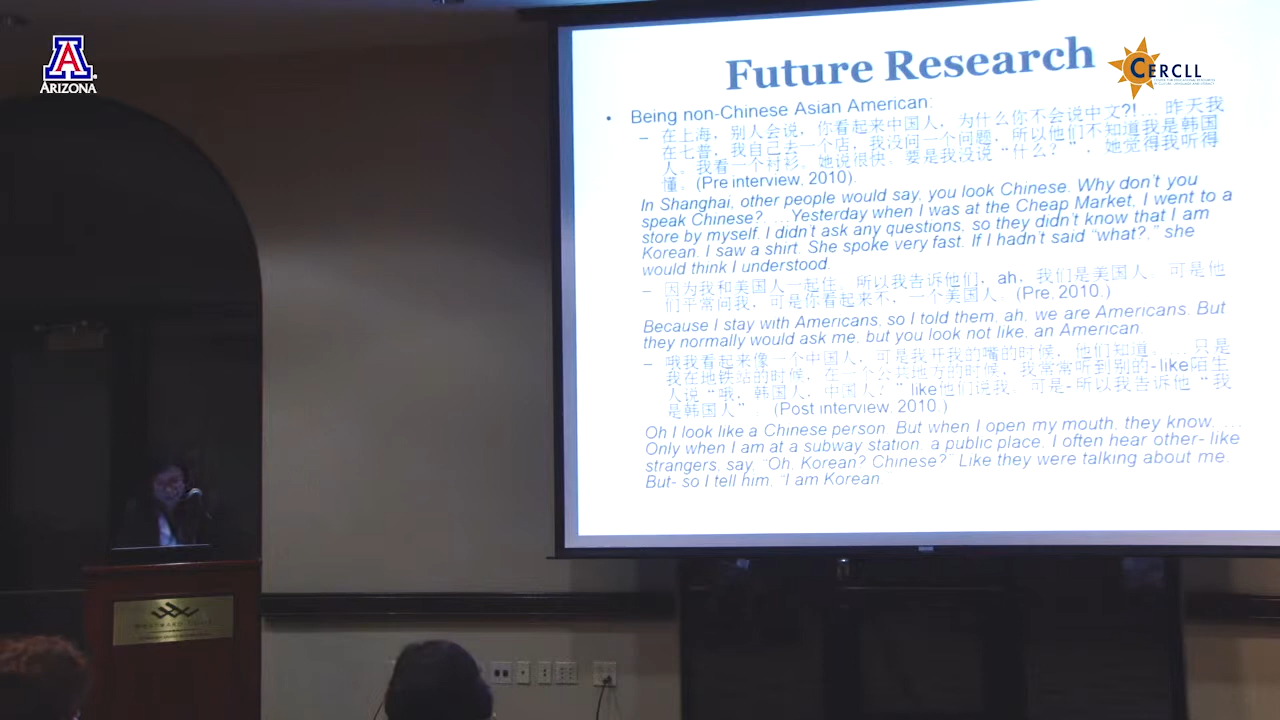 A
ARIZONA
Future Research
CERCLL
• Being non-Chinese Asian American:
– 在上海，别人会说，你看起来中国人，为什么你不会说中文?!... 昨天我
在七普，我自己去一个店，我没问一个问题，所以他们不知道我是韩国
人。我看一个衬衫。她说很快。要是我没说“什么？”，她觉得我听得
懂。(Pre interview, 2010).
In Shanghai, other people would say, you look Chinese. Why don't you
speak Chinese? ....Yesterday when I was at the Cheap Market, I went to a
store by myself. I didn't ask any questions, so they didn't know that I am
Korean. I saw a shirt. She spoke very fast. If I hadn't said “what?,” she
would think I understood.
– 因为我和美国人一起住，所以我告诉他们，ah，我们是美国人。可是他
们平常问我，可是你看起来不，一个美国人。(Pre, 2010.)
Because I stay with Americans, so I told them, ah, we are Americans. But
they normally would ask me, but you look not like, an American.
– 哦我看起来像一个中国人，可是我开我的嘴的时候，他们知道。... 只是
我在地铁站的时候，在一个公共地方的时候，我常常听到别的-like陌生
人说“哦，韩国人，中国人？”like他们说我。可是-所以我告诉他“我
是韩国人”。(Post interview, 2010.)
Oh I look like a Chinese person. But when I open my mouth, they know. ...
Only when I am at a subway station, a public place, I often hear other- like
strangers, say, “Oh, Korean? Chinese?” Like they were talking about me.
But- so I tell him, “I am Korean
WESTWARD LOOK